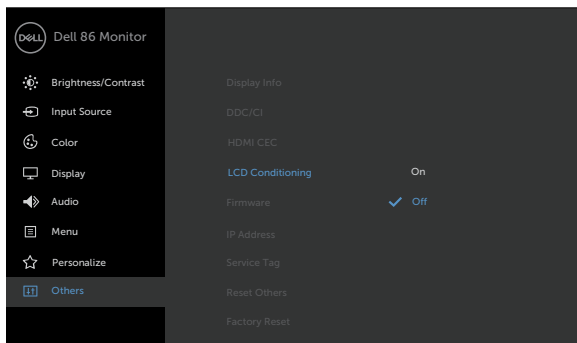 DELL Dell 86 Monitor
Brightness/Contrast
Input Source
Color
Display
Audio
Menu
Personalize
Others
Display Info
DDC/CI
HDMI CEC
LCD Conditioning On
Firmware Off
IP Address
Service Tag
Reset Others
Factory Reset